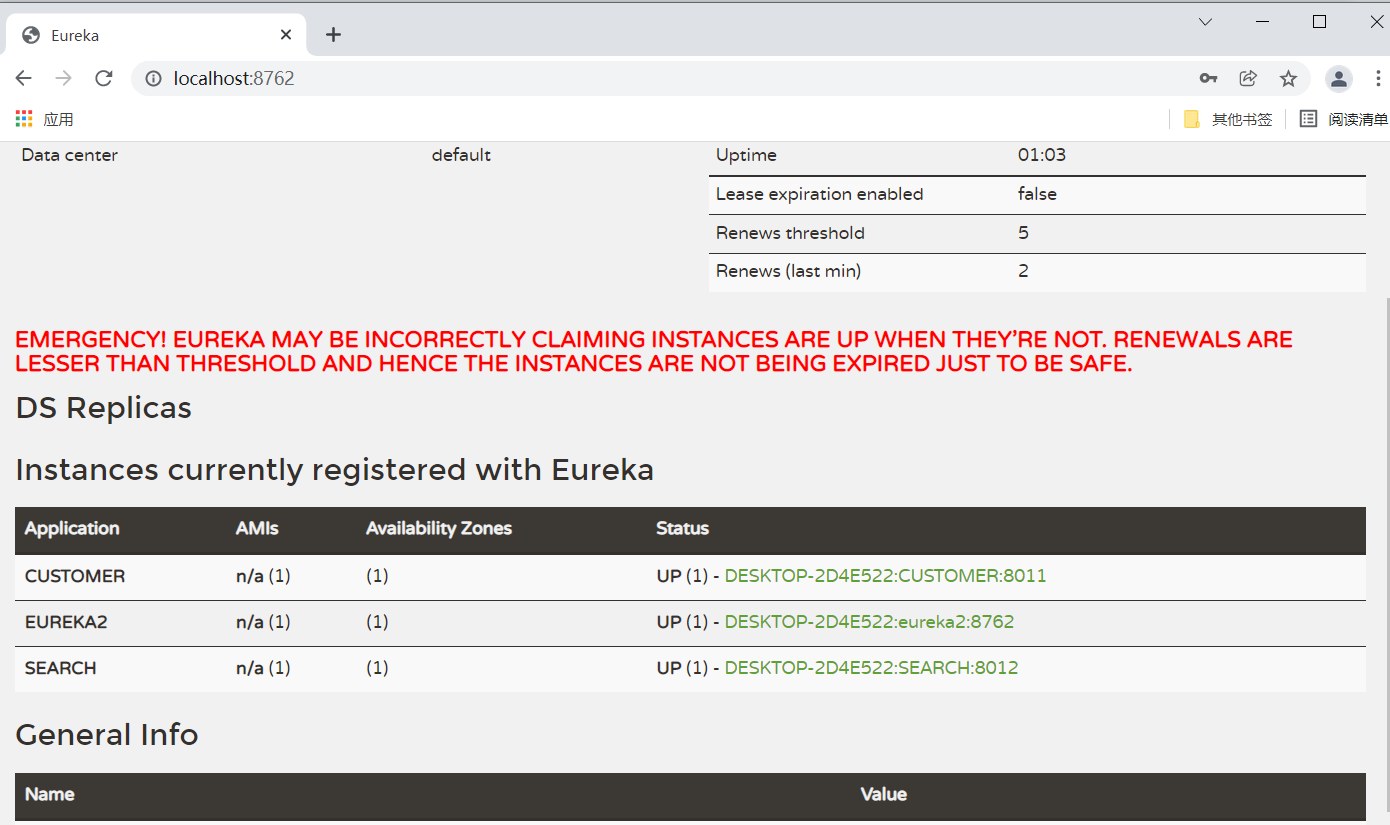 Eureka
localhost:8762
应用 其他书签 阅读清单
Data center default Uptime 01:03
Lease expiration enabled false
Renews threshold 5
Renews (last min) 2
EMERGENCY! EUREKA MAY BE INCORRECTLY CLAIMING INSTANCES ARE UP WHEN THEY'RE NOT. RENEWALS ARE
LESSER THAN THRESHOLD AND HENCE THE INSTANCES ARE NOT BEING EXPIRED JUST TO BE SAFE.
DS Replicas
Instances currently registered with Eureka
Application AMIs Availability Zones Status
CUSTOMER n/a (1) (1) UP (1) - DESKTOP-2D4E522:CUSTOMER:8011
EUREKA2 n/a (1) (1) UP (1) - DESKTOP-2D4E522:eureka2:8762
SEARCH n/a (1) (1) UP (1) - DESKTOP-2D4E522:SEARCH:8012
General Info
Name Value